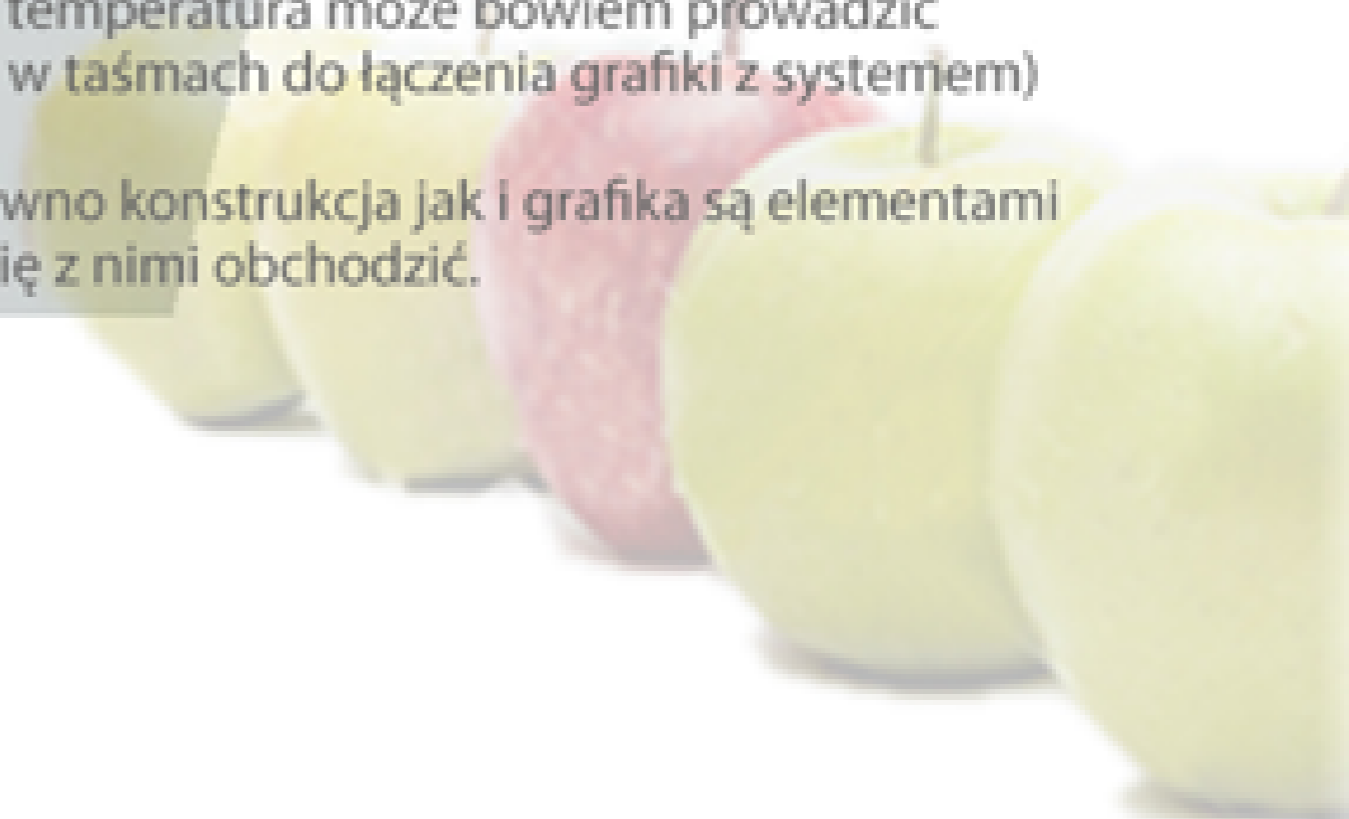 temperatura może bowiem prowadzić
w taśmach do łączenia grafiki z systemem)
wno konstrukcja jak i grafika są elementami
ię z nimi obchodzić.